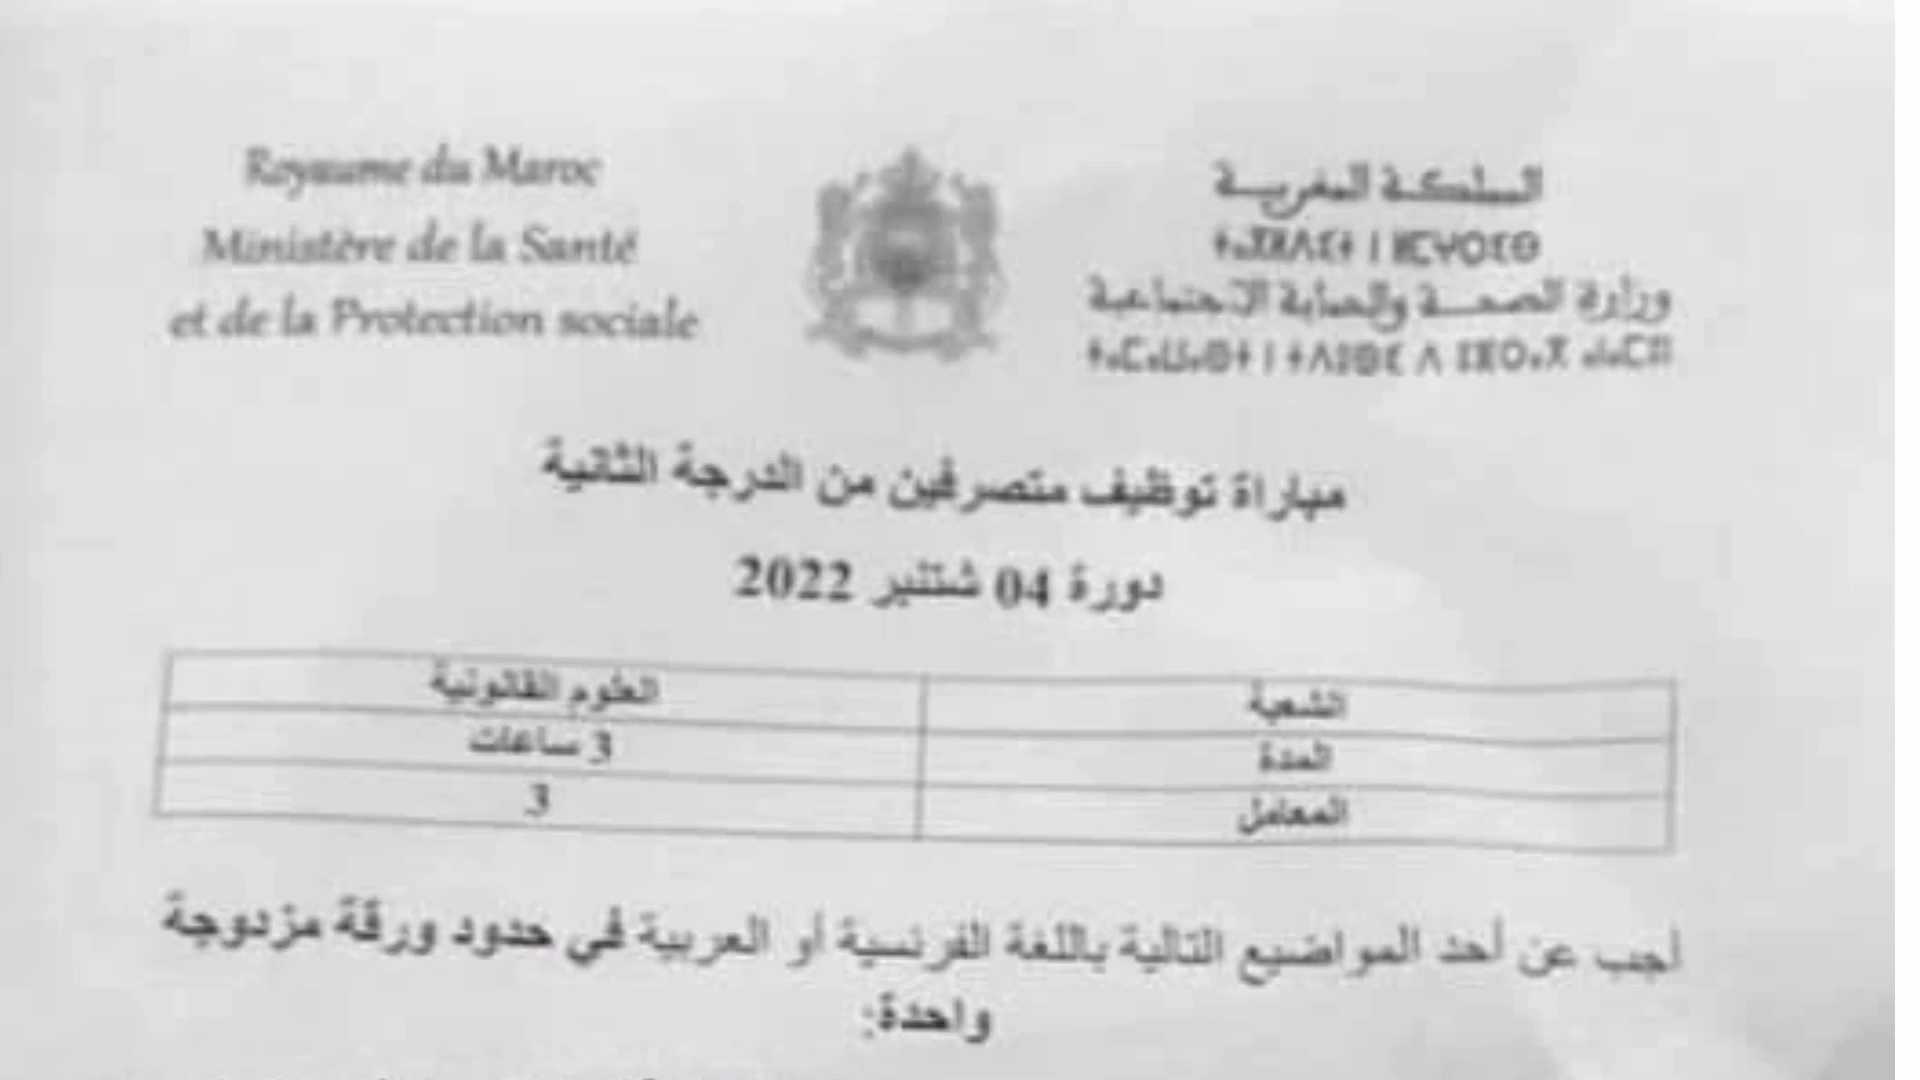 Royaume du Maroc
Ministère de la Santé
et de la Protection sociale
المملكة المغربية
ⵜⴰⴳⵍⴷⵉⵜ ⵏ ⵍⵎⵖⵔⵉⴱ
وزارة الصحة والحماية الاجتماعية
مباراة توظيف متصرفين من الدرجة الثانية
دورة 04 شتنبر 2022
الشعبة العلوم القانونية
المدة 3 ساعات
المعامل 3
أجب عن أحد المواضيع التالية باللغة الفرنسية أو العربية في حدود ورقة مزدوجة
واحدة: